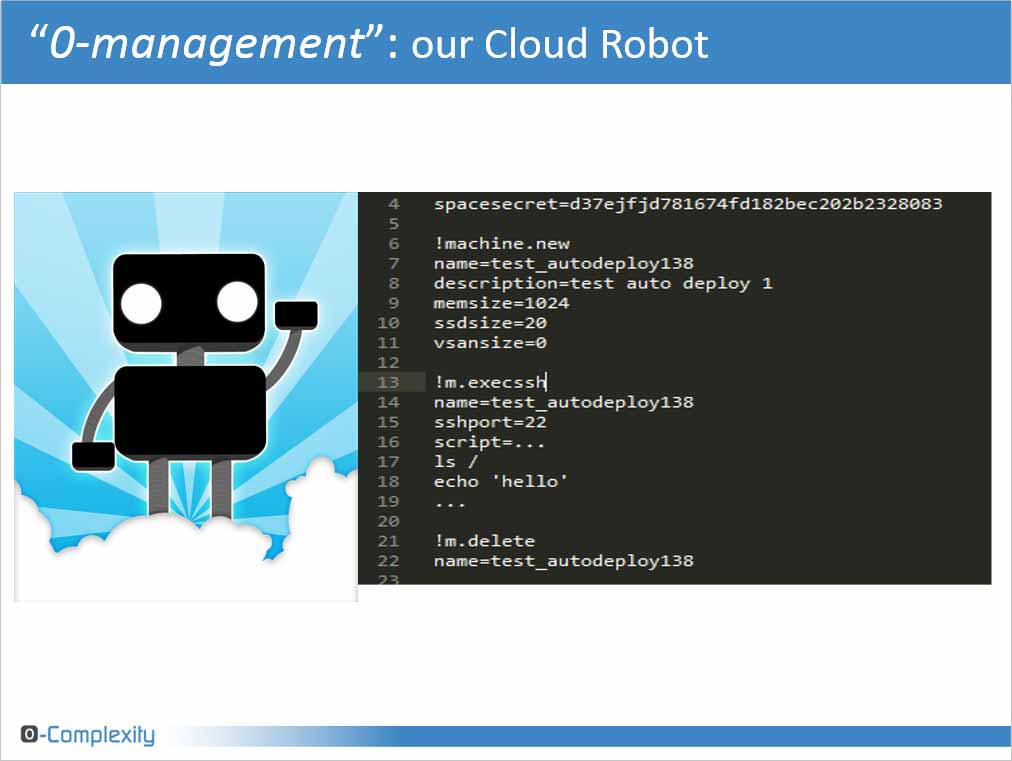 “0-management”: our Cloud Robot
4 spacesecret=d37ejfjd781674fd182bec202b2328083
5
6 !machine.new
7 name=test_autodeploy138
8 description=test auto deploy 1
9 memsize=1024
10 ssdsize=20
11 vsansize=0
12
13 !m.execssh
14 name=test_autodeploy138
15 sshport=22
16 script=...
17 ls /
18 echo 'hello'
19 ...
20
21 !m.delete
22 name=test_autodeploy138
23
0-Complexity